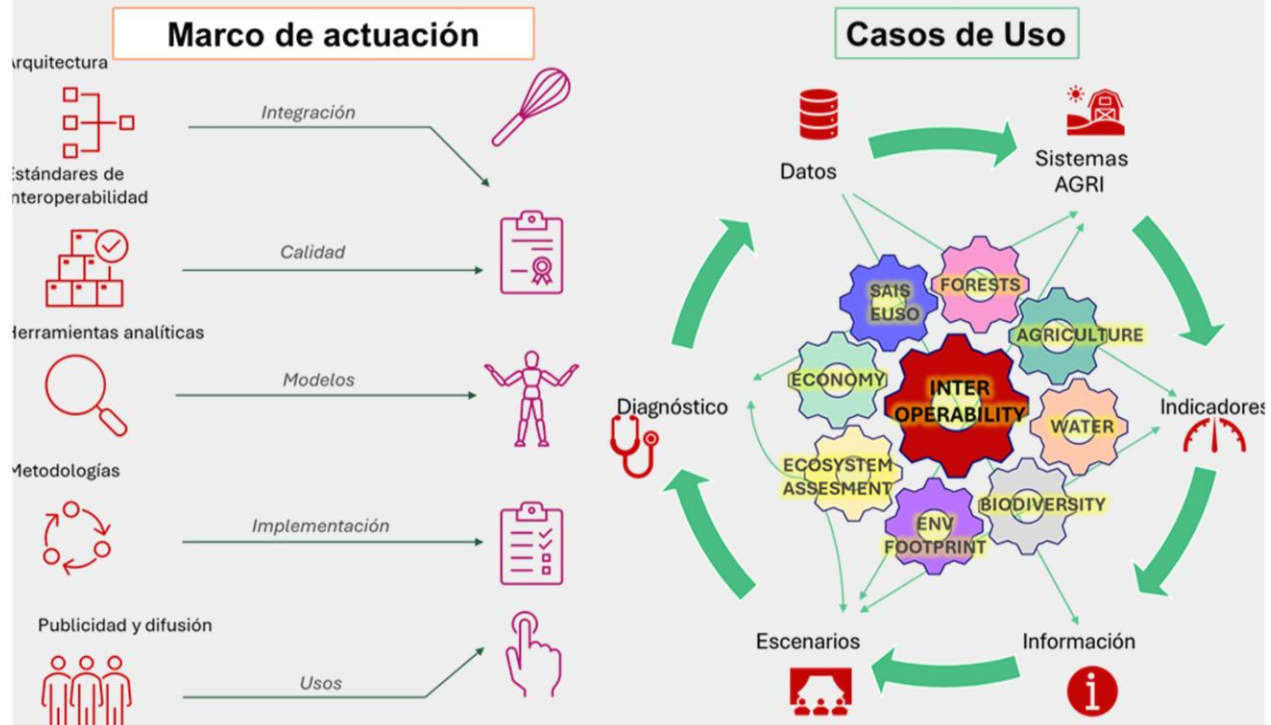 Marco de actuación
Arquitectura
Integración
Estándares de
interoperabilidad
Calidad
Herramientas analíticas
Modelos
Metodologías
Implementación
Publicidad y difusión
Usos
Casos de Uso
Datos
Sistemas
AGRI
SAIS
EUSO
FORESTS
AGRICULTURE
ECONOMY
INTER
OPERABILITY
WATER
Diagnóstico
Indicadores
ECOSYSTEM
ASSESMENT
BIODIVERSITY
ENV
FOOTPRINT
Escenarios
Información
i